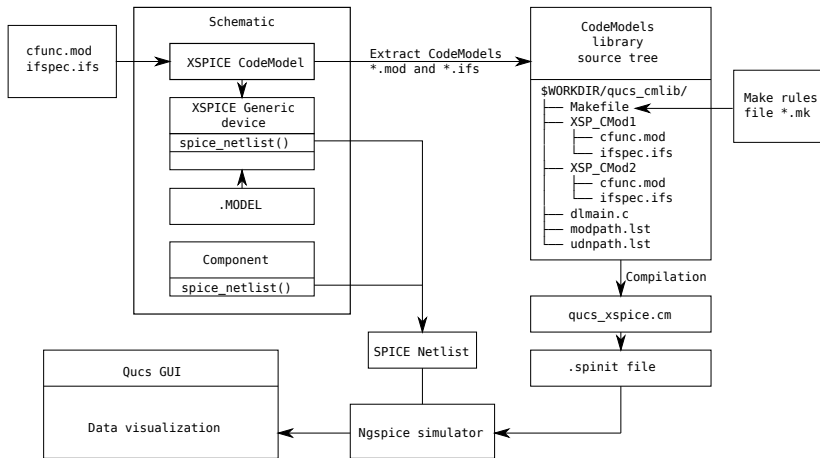 Schematic
cfunc.mod
ifspec.ifs
XSPICE CodeModel
Extract CodeModels
*.mod and *.ifs
CodeModels
library
source tree
$WORKDIR/qucs_cmlib/
Makefile
XSP_CMod1
cfunc.mod
ifspec.ifs
XSP_CMod2
cfunc.mod
ifspec.ifs
dlmain.c
modpath.lst
udnpath.lst
Make rules
file *.mk
XSPICE Generic
device
spice_netlist()
.MODEL
Component
spice_netlist()
Compilation
qucs_xspice.cm
.spinit file
SPICE Netlist
Qucs GUI
Data visualization
Ngspice simulator